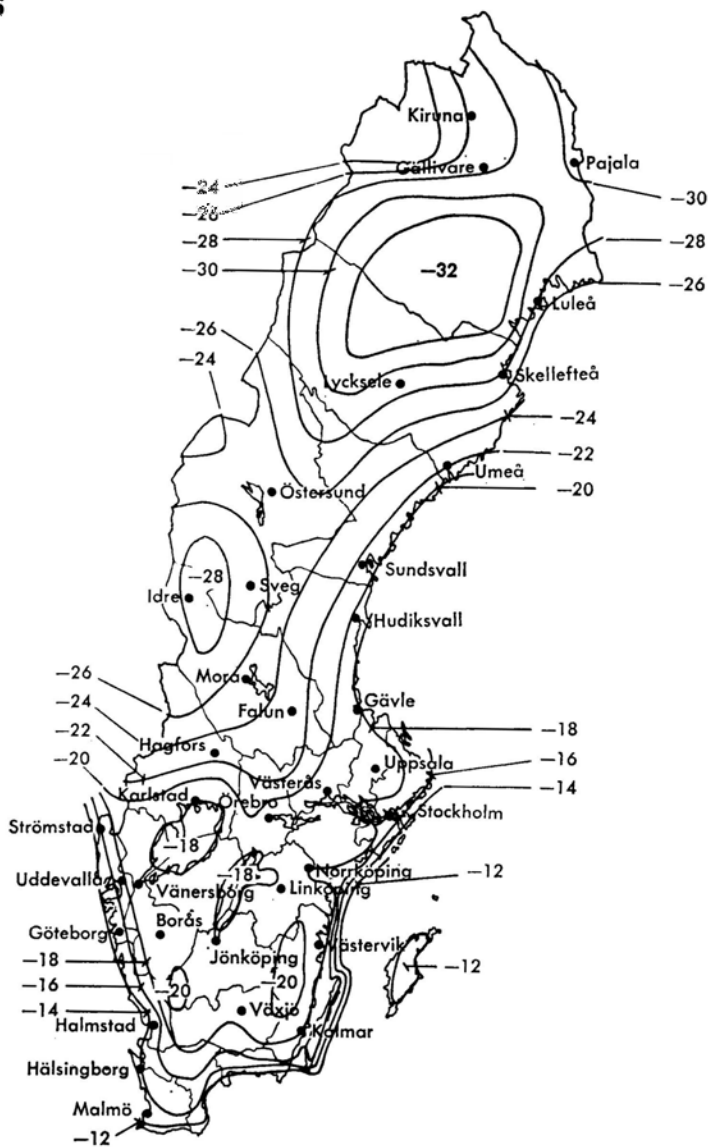 5
Kiruna
Gällivare
Pajala
−24
−26
−30
−28
−28
−30
−32
−26
Luleå
−26
−24
Lycksele
Skellefteå
−24
−22
Umeå
−20
Östersund
Sundsvall
−28
Sveg
Idre
Hudiksvall
−26
Mora
−24
Falun
Gävle
−18
−22
Hagfors
−16
−20
Uppsala
Västerås
−14
Karlstad
Örebro
Stockholm
Strömstad
−18
−12
Norrköping
Uddevalla
−18
Vänersborg
Linköping
Göteborg
Borås
Västervik
−18
Jönköping
−12
−16
−20
−20
−14
Växjö
Halmstad
Kalmar
Hälsingborg
Malmö
−12